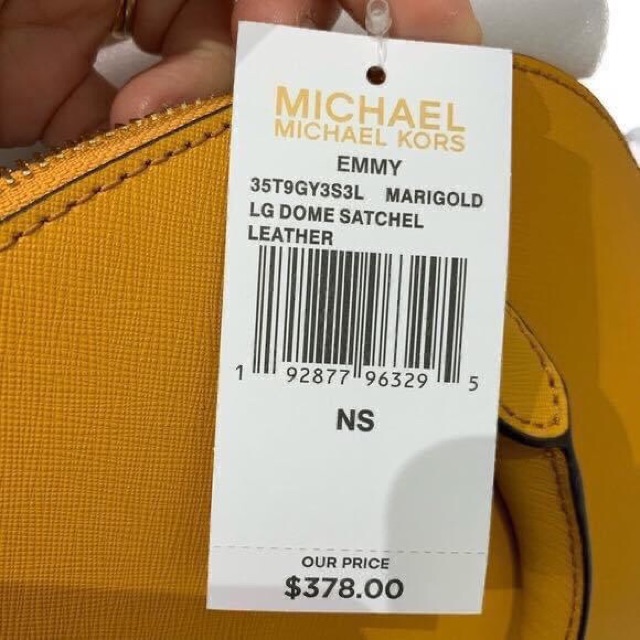 MICHAEL
MICHAEL KORS
EMMY
35T9GY3S3L MARIGOLD
LG DOME SATCHEL
LEATHER
1 92877 96329 5
NS
OUR PRICE
$378.00